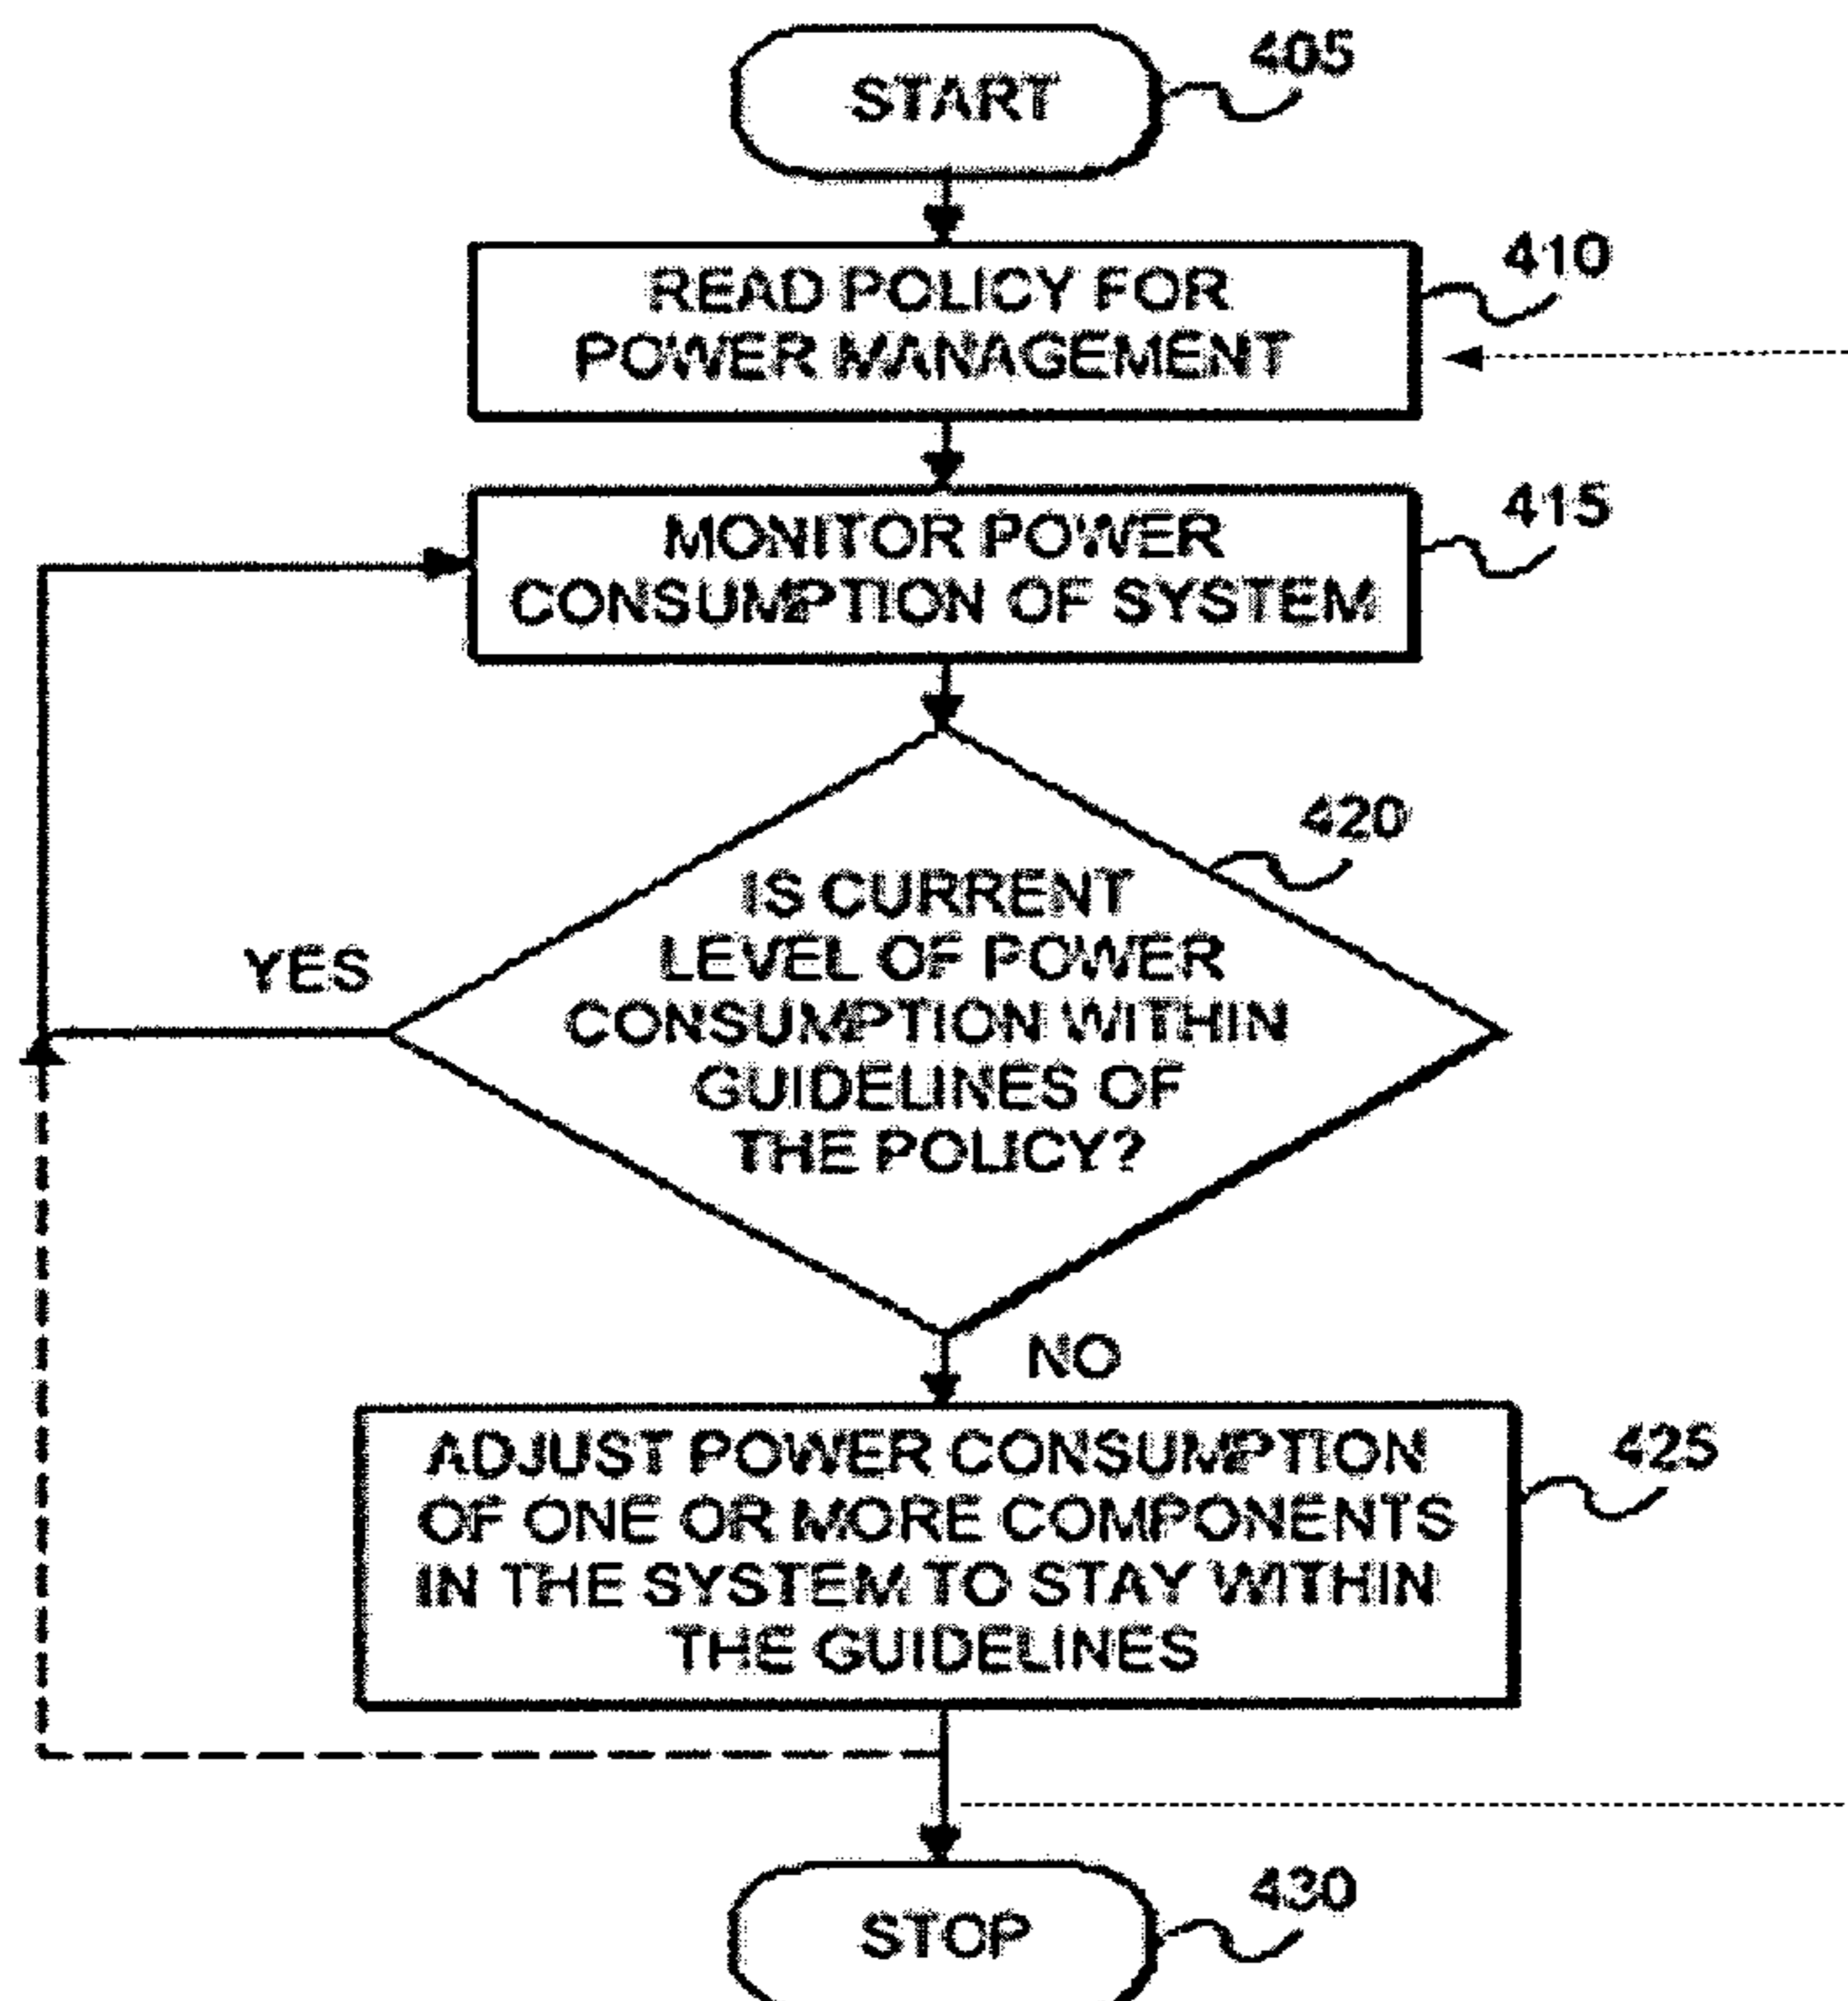 START
405
READ POLICY FOR
POWER MANAGEMENT
410
MONITOR POWER
CONSUMPTION OF SYSTEM
415
420
IS CURRENT
LEVEL OF POWER
CONSUMPTION WITHIN
GUIDELINES OF
THE POLICY?
YES
NO
ADJUST POWER CONSUMPTION
OF ONE OR MORE COMPONENTS
IN THE SYSTEM TO STAY WITHIN
THE GUIDELINES
425
STOP
430